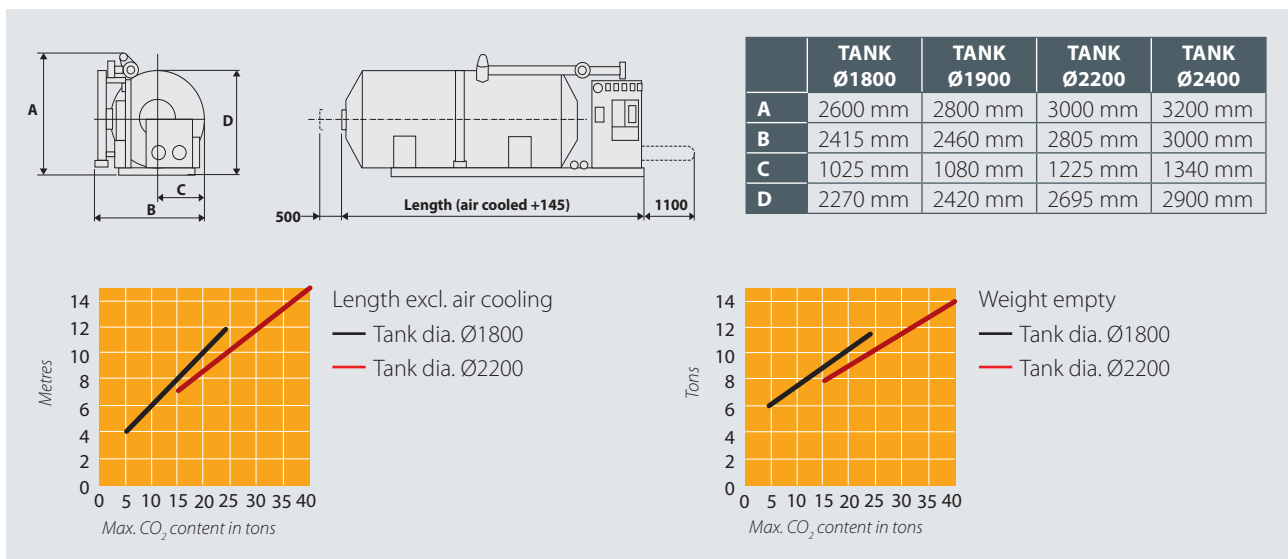 A
B
C
D
500
Length (air cooled +145)
1100
TANK TANK TANK TANK
Ø1800 Ø1900 Ø2200 Ø2400
A 2600 mm 2800 mm 3000 mm 3200 mm
B 2415 mm 2460 mm 2805 mm 3000 mm
C 1025 mm 1080 mm 1225 mm 1340 mm
D 2270 mm 2420 mm 2695 mm 2900 mm
Length excl. air cooling
Tank dia. Ø1800
Tank dia. Ø2200
Metres
14
12
10
8
6
4
2
0
0 5 10 15 20 25 30 35 40
Max. CO₂ content in tons
Weight empty
Tank dia. Ø1800
Tank dia. Ø2200
Tons
14
12
10
8
6
4
2
0
0 5 10 15 20 25 30 35 40
Max. CO₂ content in tons